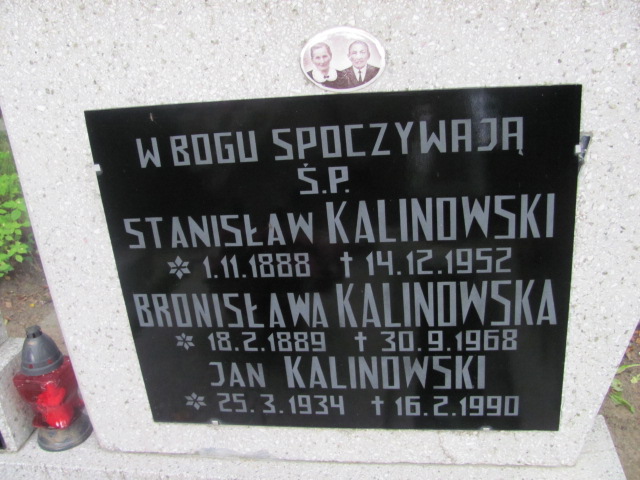 W BOGU SPOCZYWAJĄ
Ś.P.
STANISŁAW KALINOWSKI
* 1.11.1888 † 14.12.1952
BRONISŁAWA KALINOWSKA
* 18.2.1889 † 30.9.1968
JAN KALINOWSKI
* 25.3.1934 † 16.2.1990